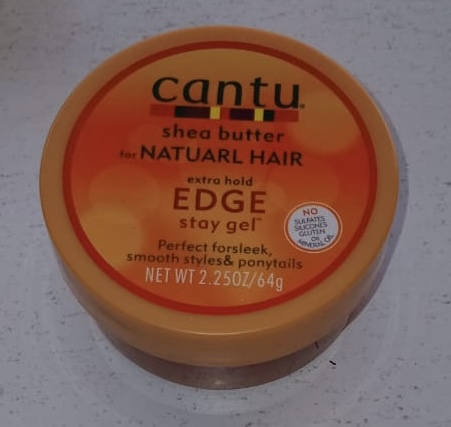 cantu
shea butter
for NATUARL HAIR
extra hold
EDGE
stay gel™
Perfect forsleek,
smooth styles& ponytails
NET WT 2.25OZ/64g
NO
SULFATES
SILICONES
GLUTEN
OR
MINERAL OIL